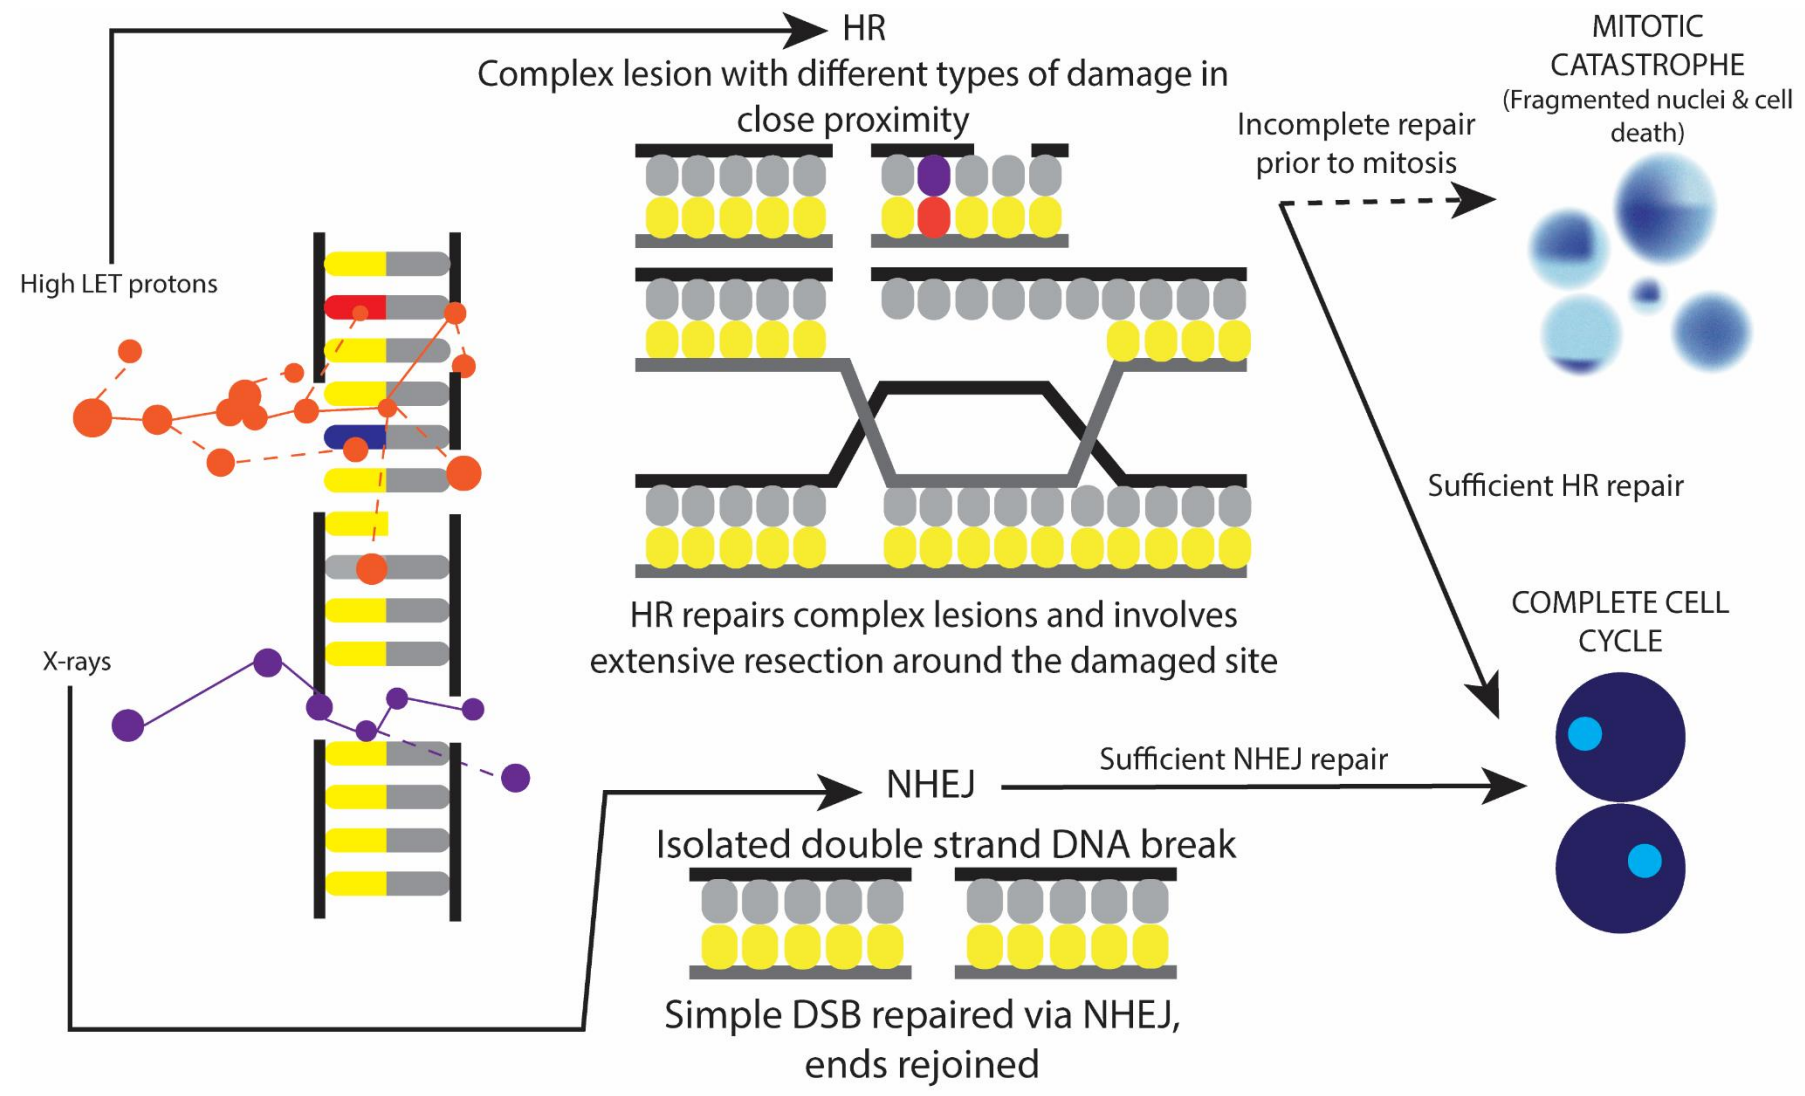 HR
Complex lesion with different types of damage in
close proximity
MITOTIC
CATASTROPHE
(Fragmented nuclei & cell
death)
Incomplete repair
prior to mitosis
High LET protons
Sufficient HR repair
HR repairs complex lesions and involves
extensive resection around the damaged site
COMPLETE CELL
CYCLE
X-rays
NHEJ
Sufficient NHEJ repair
Isolated double strand DNA break
Simple DSB repaired via NHEJ,
ends rejoined